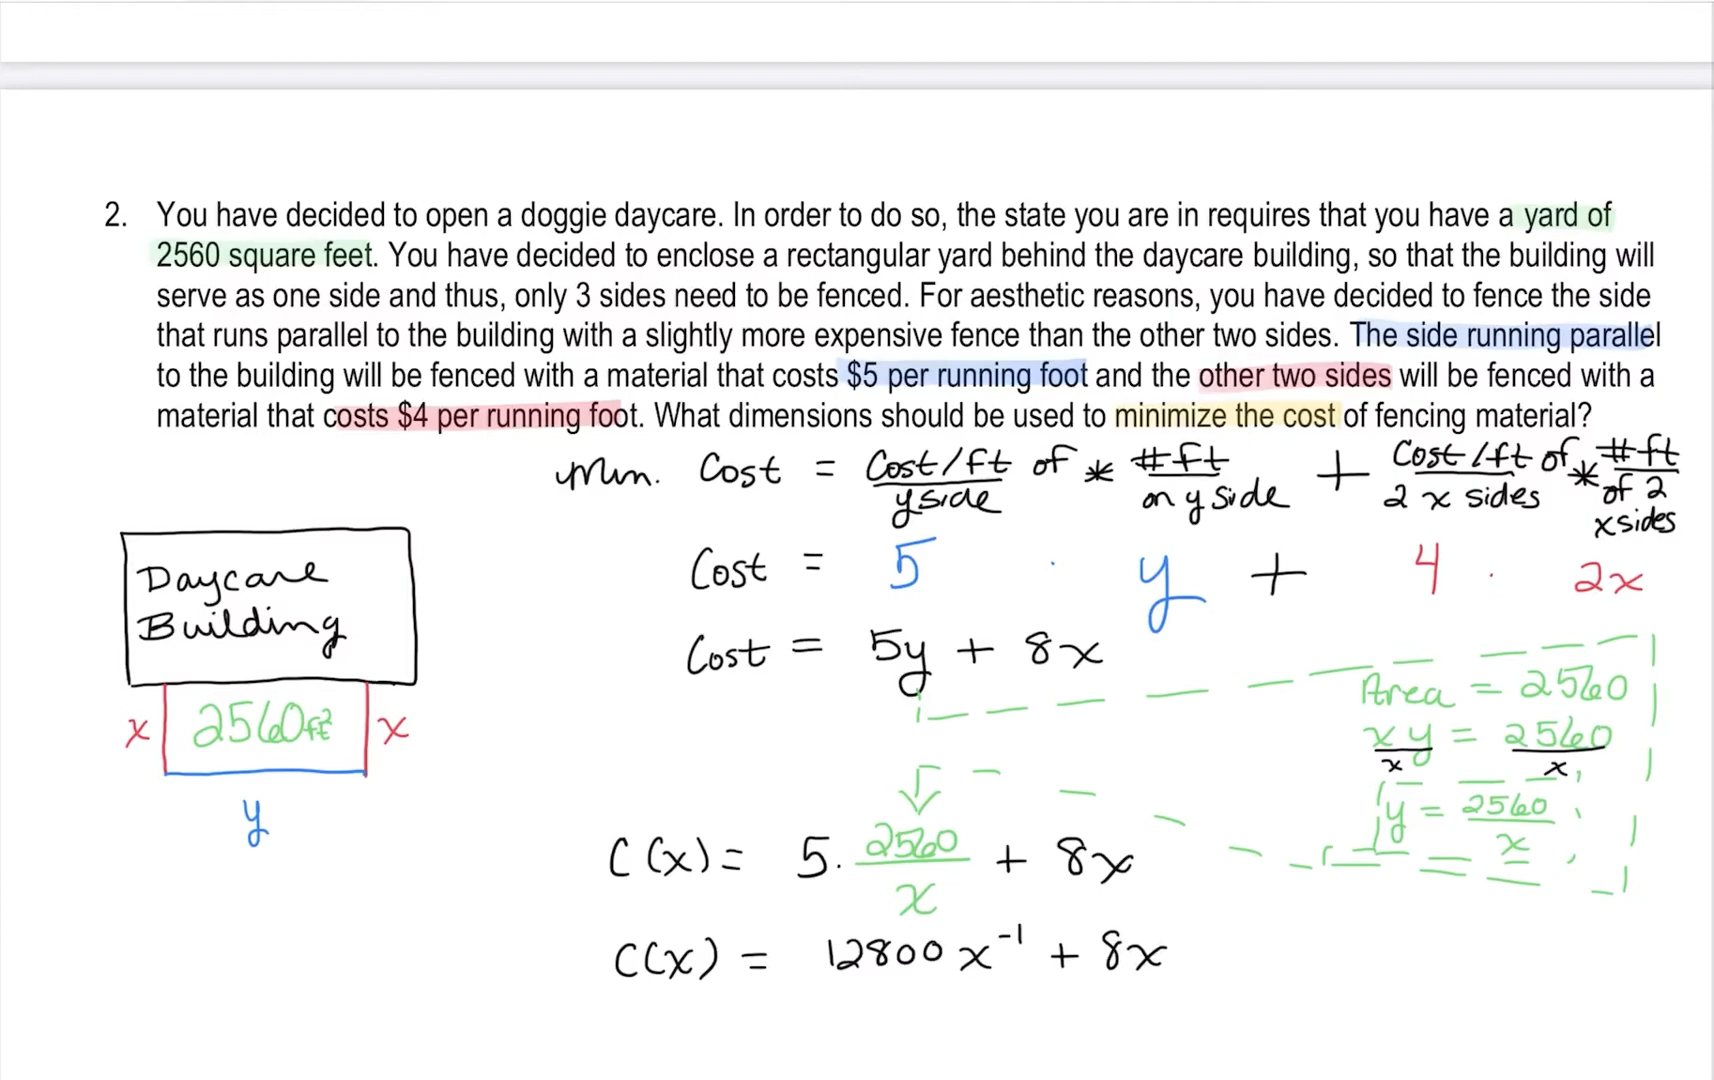 2. You have decided to open a doggie daycare. In order to do so, the state you are in requires that you have a yard of
2560 square feet. You have decided to enclose a rectangular yard behind the daycare building, so that the building will
serve as one side and thus, only 3 sides need to be fenced. For aesthetic reasons, you have decided to fence the side
that runs parallel to the building with a slightly more expensive fence than the other two sides. The side running parallel
to the building will be fenced with a material that costs $5 per running foot and the other two sides will be fenced with a
material that costs $4 per running foot. What dimensions should be used to minimize the cost of fencing material?
Min. Cost = Cost/ft of y side * #ft on y side + Cost/ft of 2 x sides * #ft of 2 x sides
Cost = 5 · y + 4 · 2x
Cost = 5y + 8x
Daycare
Building
x 2560ft² x
y
Area = 2560
xy/x = 2560/x
y = 2560/x
C(x) = 5 · 2560/x + 8x
C(x) = 12800x⁻¹ + 8x